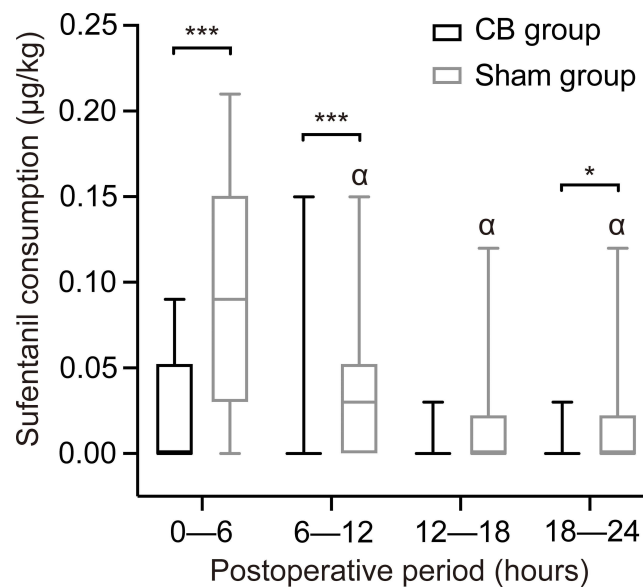 Sufentanil consumption (µg/kg)
0.25
0.20
0.15
0.10
0.05
0.00
CB group
Sham group
***
***
α
α
*
α
0—6
6—12
12—18
18—24
Postoperative period (hours)